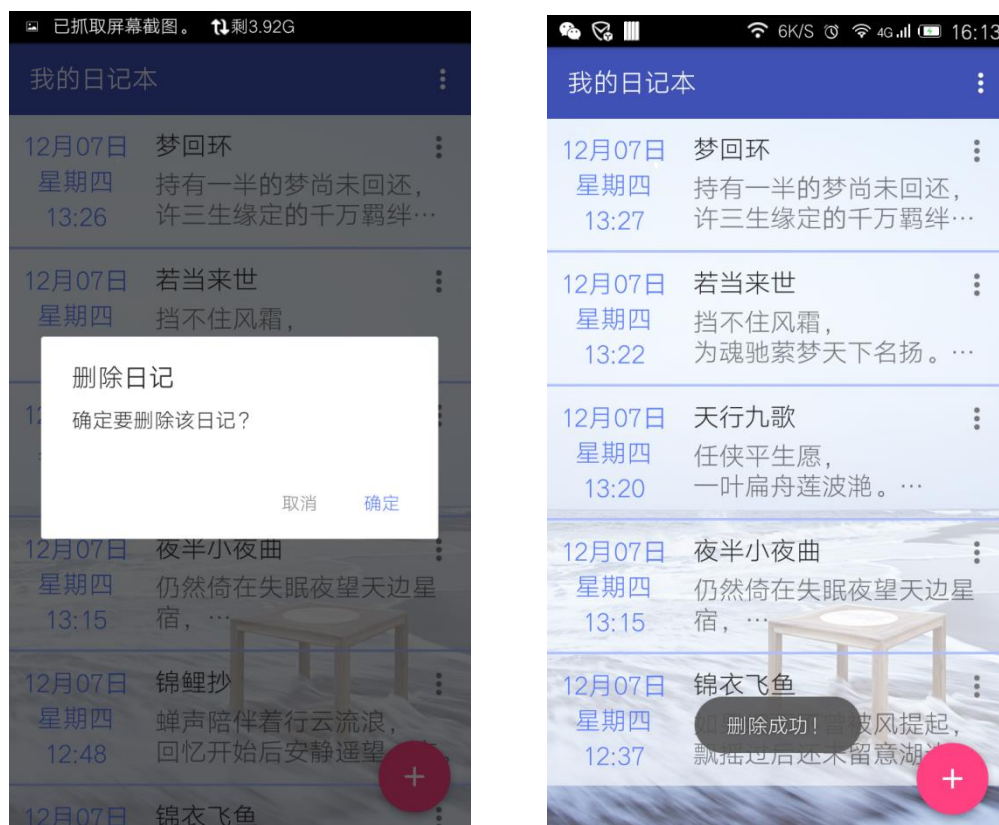 已抓取屏幕截图。 剩3.92G
我的日记本
12月07日
星期四
13:26
梦回环
持有一半的梦尚未回还,
许三生缘定的千万羁绊…
12月07日
星期四
若当来世
挡不住风霜,
删除日记
确定要删除该日记?
取消
确定
12月07日
星期四
13:15
夜半小夜曲
仍然倚在失眠夜望天边星
宿, …
12月07日
星期四
12:48
锦鲤抄
蝉声陪伴着行云流浪,
回忆开始后安静遥望
12月07日
锦衣飞鱼
6K/S 4G 16:13
我的日记本
12月07日
星期四
13:27
梦回环
持有一半的梦尚未回还,
许三生缘定的千万羁绊…
12月07日
星期四
13:22
若当来世
挡不住风霜,
为魂驰萦梦天下名扬。…
12月07日
星期四
13:20
天行九歌
任侠平生愿,
一叶扁舟莲波滟。…
12月07日
星期四
13:15
夜半小夜曲
仍然倚在失眠夜望天边星
宿, …
12月07日
星期四
12:37
锦衣飞鱼
被风提起,
飘摇过后还未留意湖
删除成功!